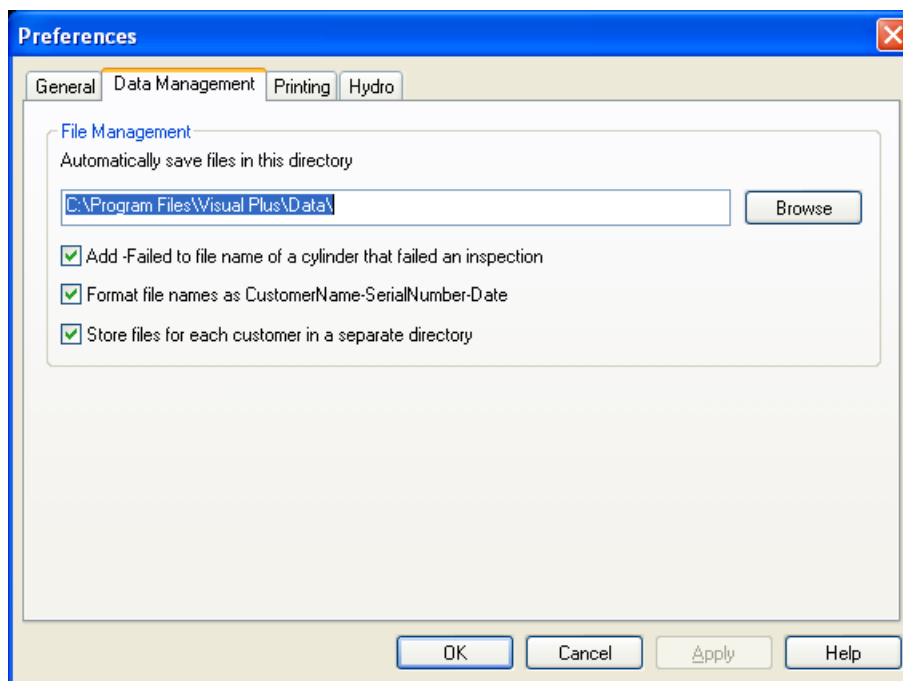 Preferences
General Data Management Printing Hydro
File Management
Automatically save files in this directory
C:\Program Files\Visual Plus\Data\
Browse
Add -Failed to file name of a cylinder that failed an inspection
Format file names as CustomerName-SerialNumber-Date
Store files for each customer in a separate directory
OK Cancel Apply Help